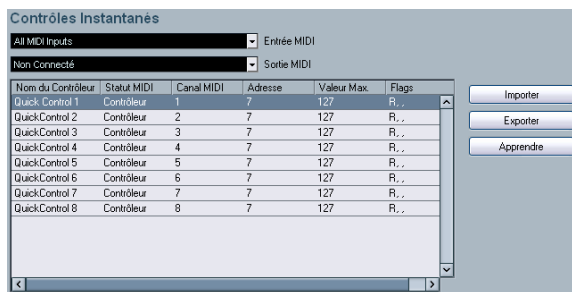 Contrôles Instantanés
All MIDI Inputs Entrée MIDI
Non Connecté Sortie MIDI
Nom du Contrôleur Statut MIDI Canal MIDI Adresse Valeur Max. Flags
Quick Control 1 Contrôleur 1 7 127 R, ,
QuickControl 2 Contrôleur 2 7 127 R, ,
QuickControl 3 Contrôleur 3 7 127 R, ,
QuickControl 4 Contrôleur 4 7 127 R, ,
QuickControl 5 Contrôleur 5 7 127 R, ,
QuickControl 6 Contrôleur 6 7 127 R, ,
QuickControl 7 Contrôleur 7 7 127 R, ,
QuickControl 8 Contrôleur 8 7 127 R, ,
Importer
Exporter
Apprendre